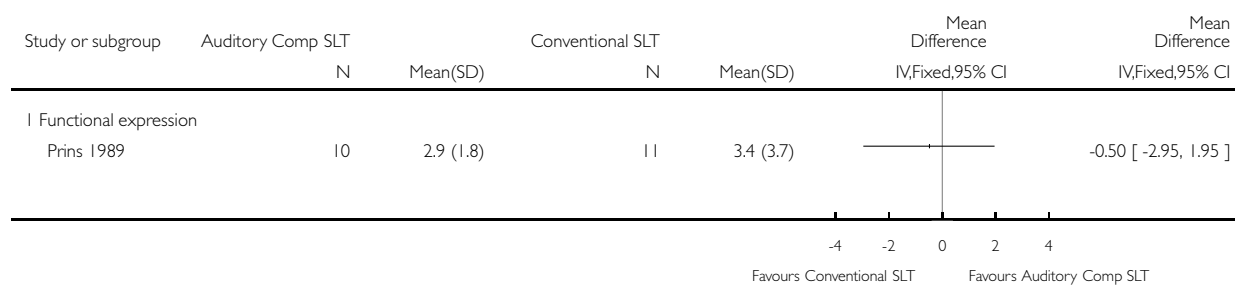 Study or subgroup Auditory Comp SLT Conventional SLT Mean Difference Mean Difference
N Mean(SD) N Mean(SD) IV,Fixed,95% CI IV,Fixed,95% CI
1 Functional expression
Prins 1989 10 2.9 (1.8) 11 3.4 (3.7) -0.50 [ -2.95, 1.95 ]
-4 -2 0 2 4
Favours Conventional SLT Favours Auditory Comp SLT